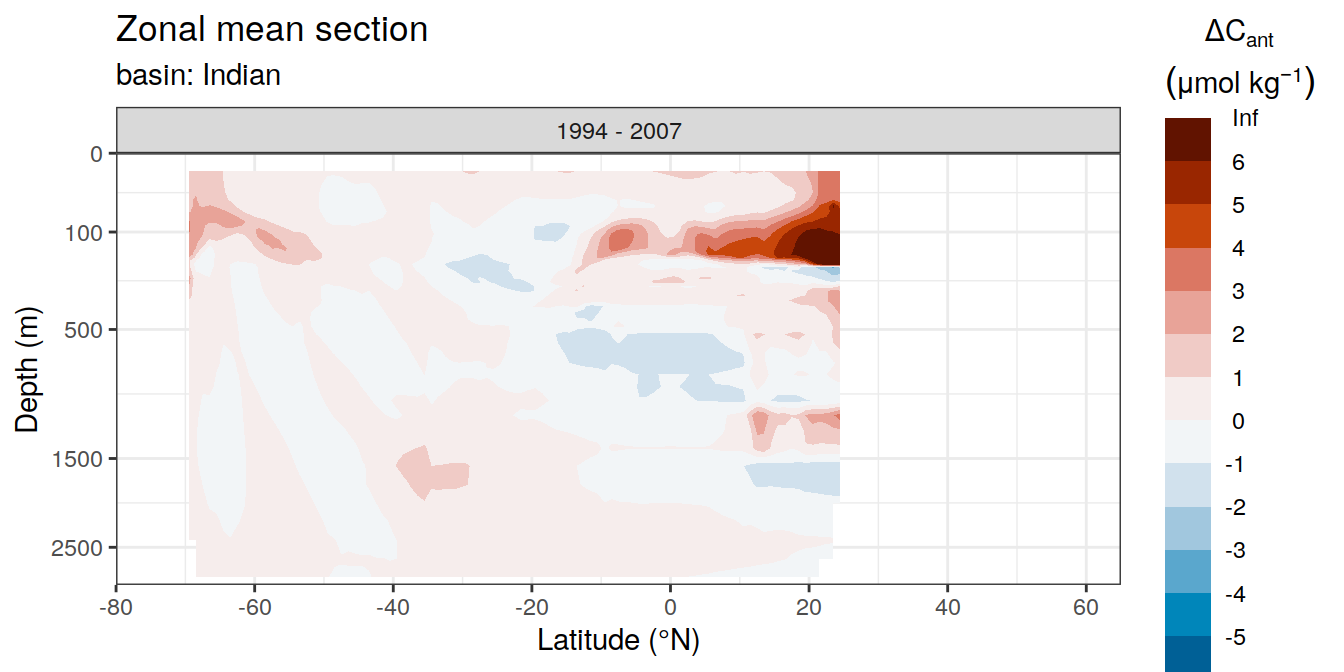 Zonal mean section
basin: Indian
1994 - 2007
ΔCant
(μmol kg⁻¹)
Inf
6
5
4
3
2
1
0
-1
-2
-3
-4
-5
Depth (m)
0
100
500
1500
2500
-80 -60 -40 -20 0 20 40 60
Latitude (°N)